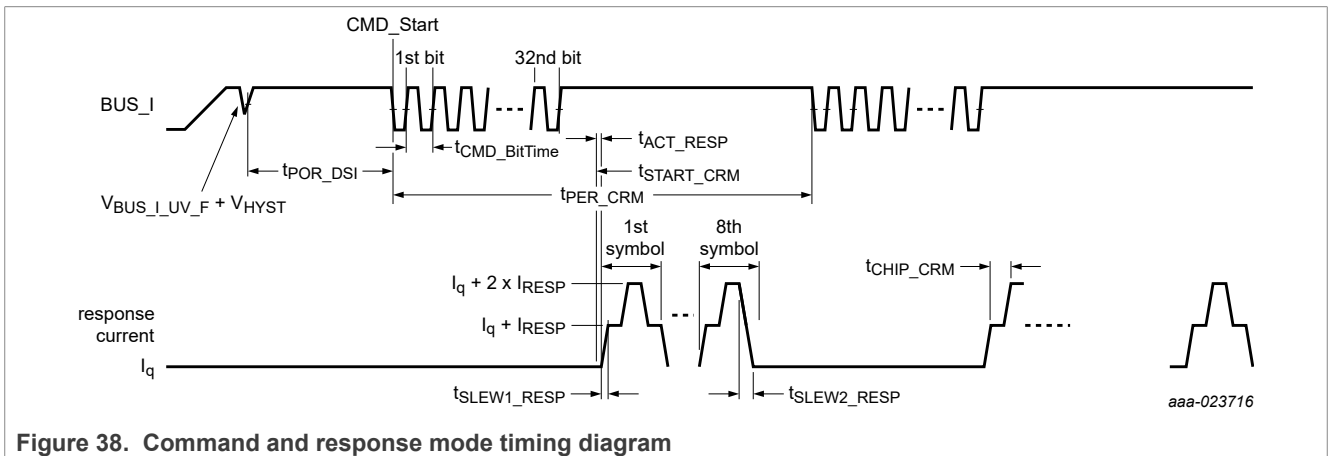 CMD_Start
1st bit
32nd bit
BUS_I
tACT_RESP
tCMD_BitTime
tSTART_CRM
tPOR_DSI
tPER_CRM
VBUS_I_UV_F + VHYST
1st
symbol
8th
symbol
tCHIP_CRM
Iq + 2 x IRESP
response
current
Iq + IRESP
Iq
tSLEW1_RESP
tSLEW2_RESP
aaa-023716
Figure 38. Command and response mode timing diagram